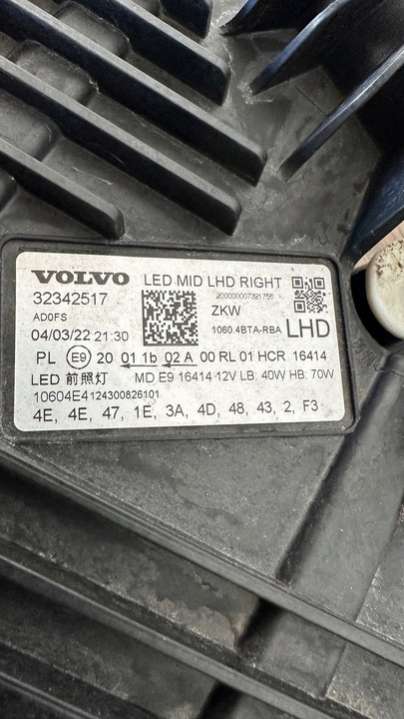 VOLVO LED MID LHD RIGHT
32342517
AD0FS
04/03/22 21:30
ZKW
1060.4BTA-RBA LHD
PL E9 20 01 1b 02 A 00 RL 01 HCR 16414
LED 前照灯 MD E9 16414 12V LB: 40W HB: 70W
10604E4124300826101
4E, 4E, 47, 1E, 3A, 4D, 48, 43, 2, F3